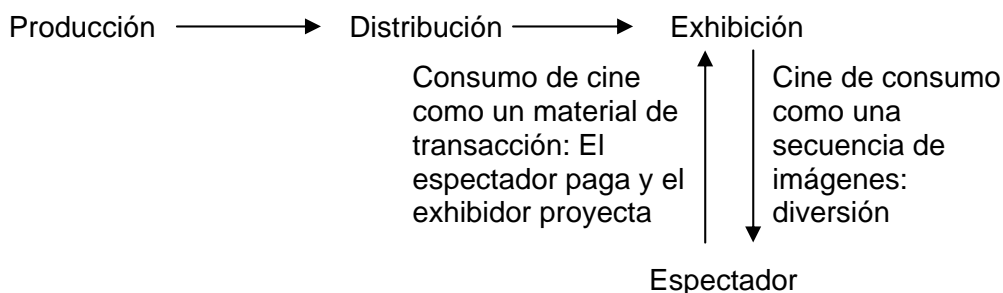 Producción Distribución Exhibición
Consumo de cine
como un material de
transacción: El
espectador paga y el
exhibidor proyecta
Cine de consumo
como una
secuencia de
imágenes:
diversión
Espectador